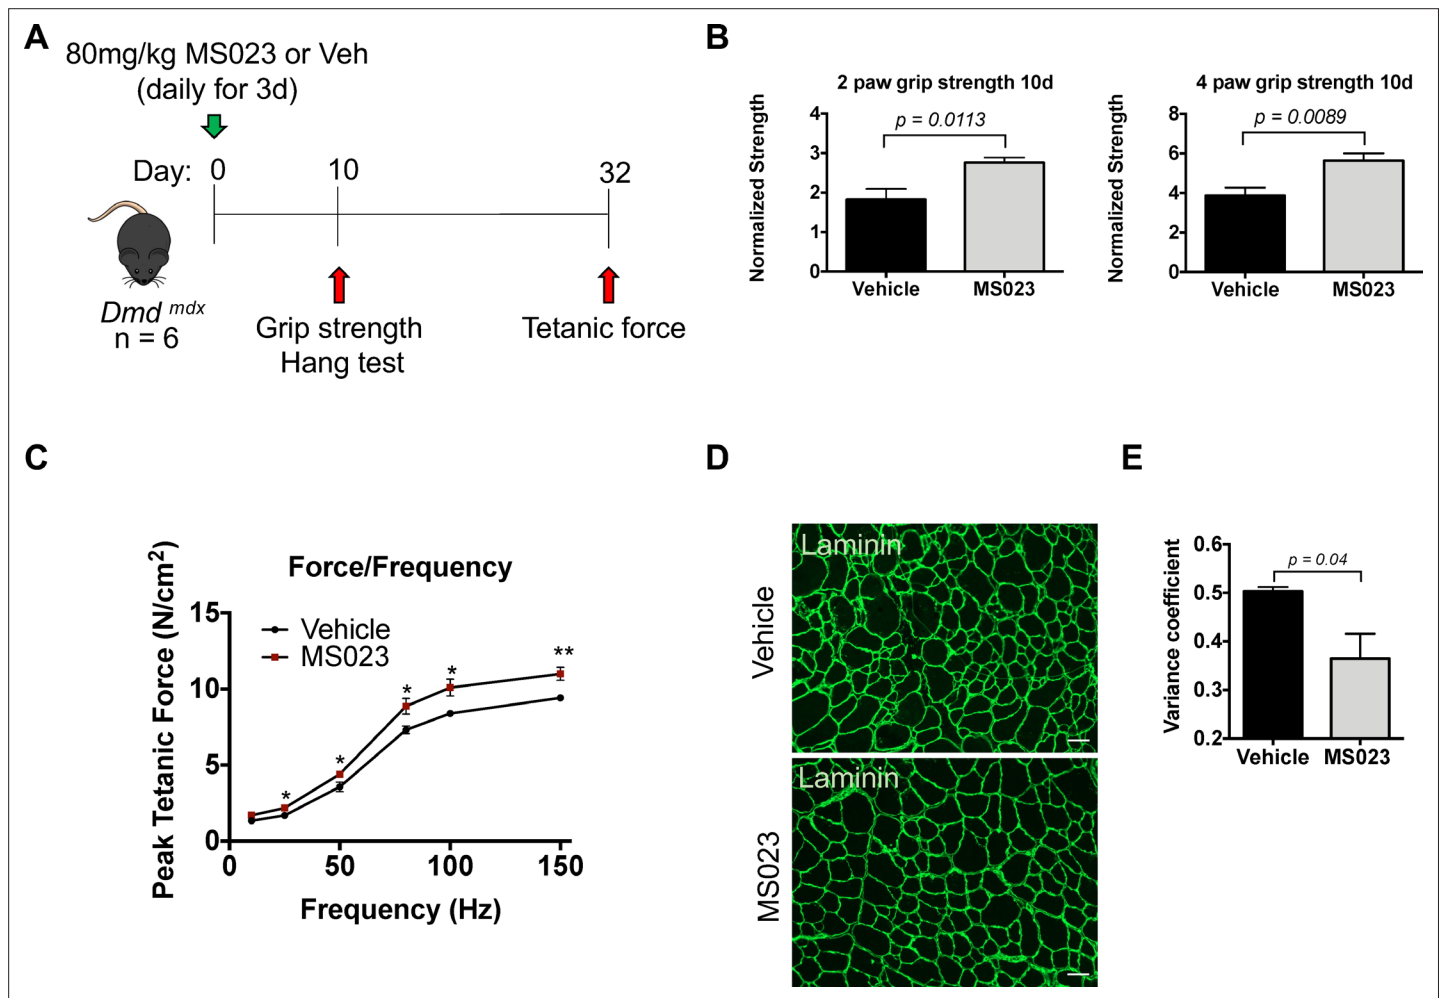 A
80mg/kg MS023 or Veh
(daily for 3d)
Day: 0 10 32
Dmd mdx
n = 6
Grip strength
Hang test
Tetanic force
B
2 paw grip strength 10d
Normalized Strength
4
3
2
1
0
p = 0.0113
Vehicle MS023
4 paw grip strength 10d
Normalized Strength
8
6
4
2
0
p = 0.0089
Vehicle MS023
C
Force/Frequency
Peak Tetanic Force (N/cm²)
15
10
5
0
Vehicle
MS023
*
*
*
*
**
0 50 100 150
Frequency (Hz)
D
Vehicle
Laminin
MS023
Laminin
E
Variance coefficient
0.6
0.5
0.4
0.3
0.2
p = 0.04
Vehicle MS023